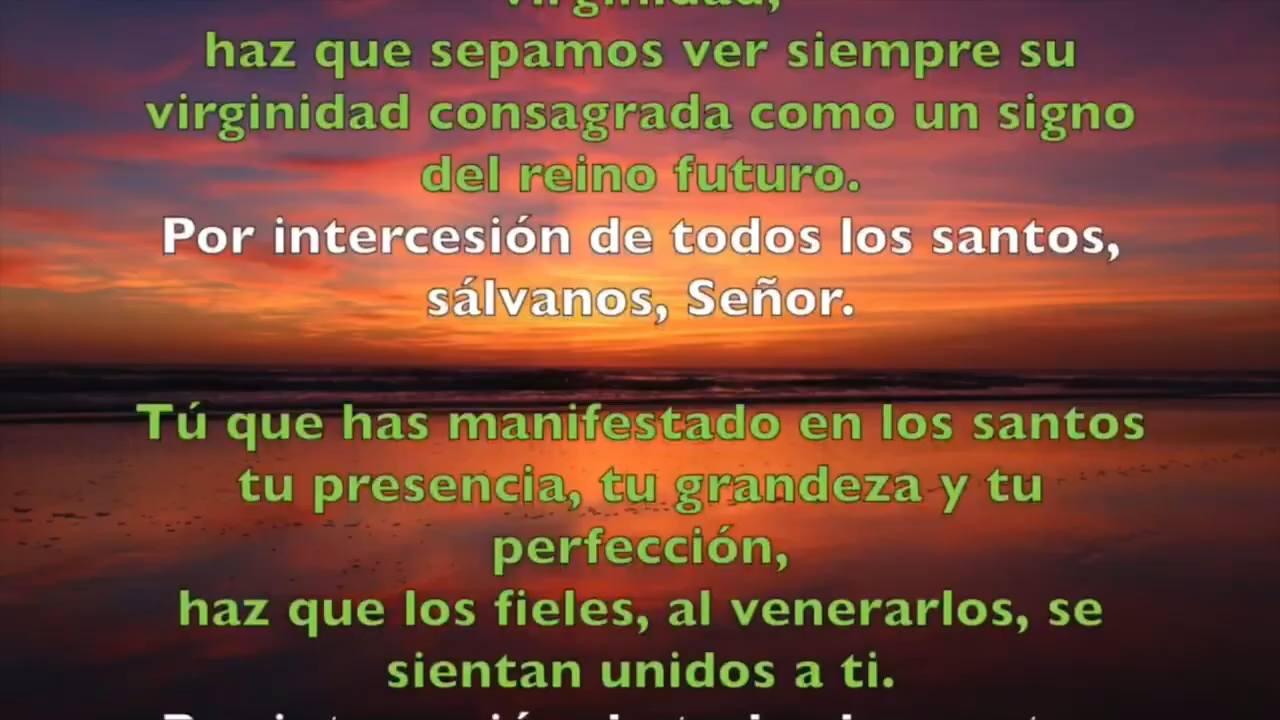 virginidad,
haz que sepamos ver siempre su
virginidad consagrada como un signo
del reino futuro.
Por intercesión de todos los santos,
sálvanos, Señor.
Tú que has manifestado en los santos
tu presencia, tu grandeza y tu
perfección,
haz que los fieles, al venerarlos, se
sientan unidos a ti.